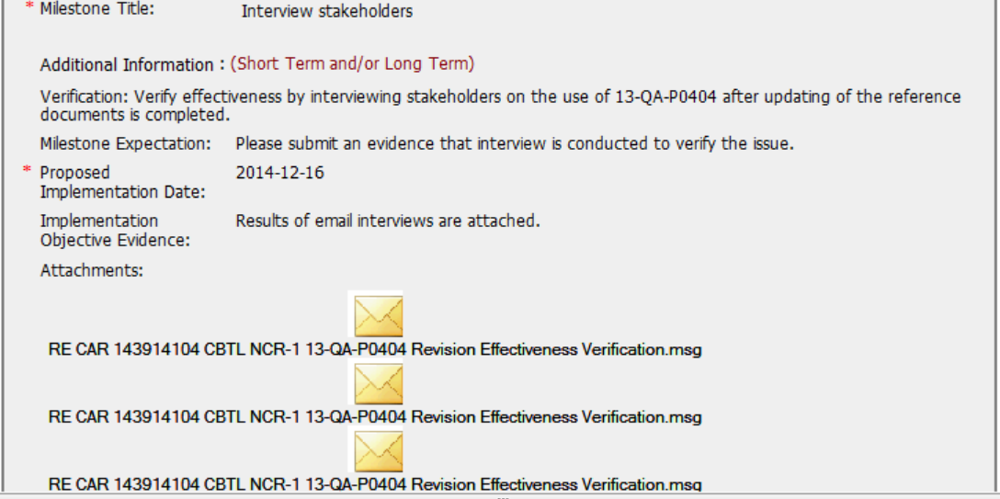 * Milestone Title: Interview stakeholders
Additional Information : (Short Term and/or Long Term)
Verification: Verify effectiveness by interviewing stakeholders on the use of 13-QA-P0404 after updating of the reference
documents is completed.
Milestone Expectation: Please submit an evidence that interview is conducted to verify the issue.
* Proposed 2014-12-16
Implementation Date:
Implementation Results of email interviews are attached.
Objective Evidence:
Attachments:
RE CAR 143914104 CBTL NCR-1 13-QA-P0404 Revision Effectiveness Verification.msg
RE CAR 143914104 CBTL NCR-1 13-QA-P0404 Revision Effectiveness Verification.msg
RE CAR 143914104 CBTL NCR-1 13-QA-P0404 Revision Effectiveness Verification.msg